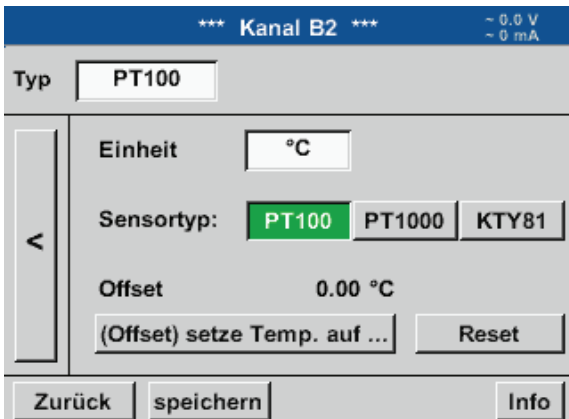 *** Kanal B2 ***
~ 0.0 V
~ 0 mA
Typ PT100
Einheit °C
<
Sensortyp: PT100 PT1000 KTY81
Offset 0.00 °C
(Offset) setze Temp. auf ... Reset
Zurück speichern Info